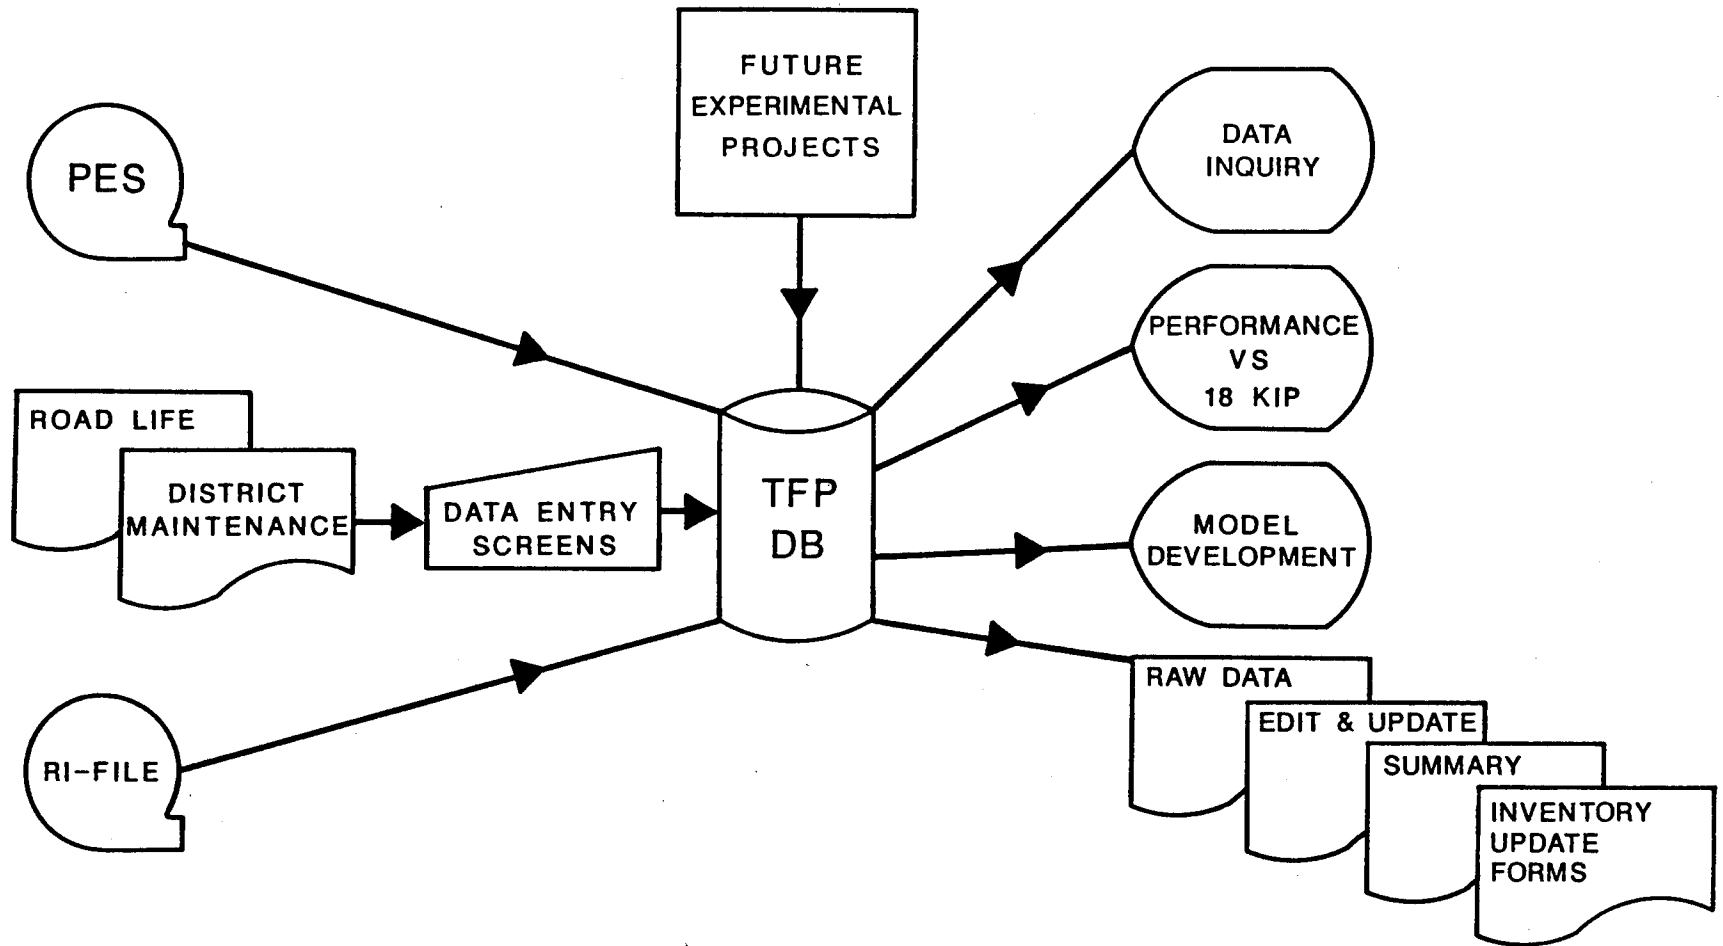 FUTURE
EXPERIMENTAL
PROJECTS
PES
DATA
INQUIRY
PERFORMANCE
VS
18 KIP
ROAD LIFE
DISTRICT
MAINTENANCE
DATA ENTRY
SCREENS
TFP
DB
MODEL
DEVELOPMENT
RI-FILE
RAW DATA
EDIT & UPDATE
SUMMARY
INVENTORY
UPDATE
FORMS